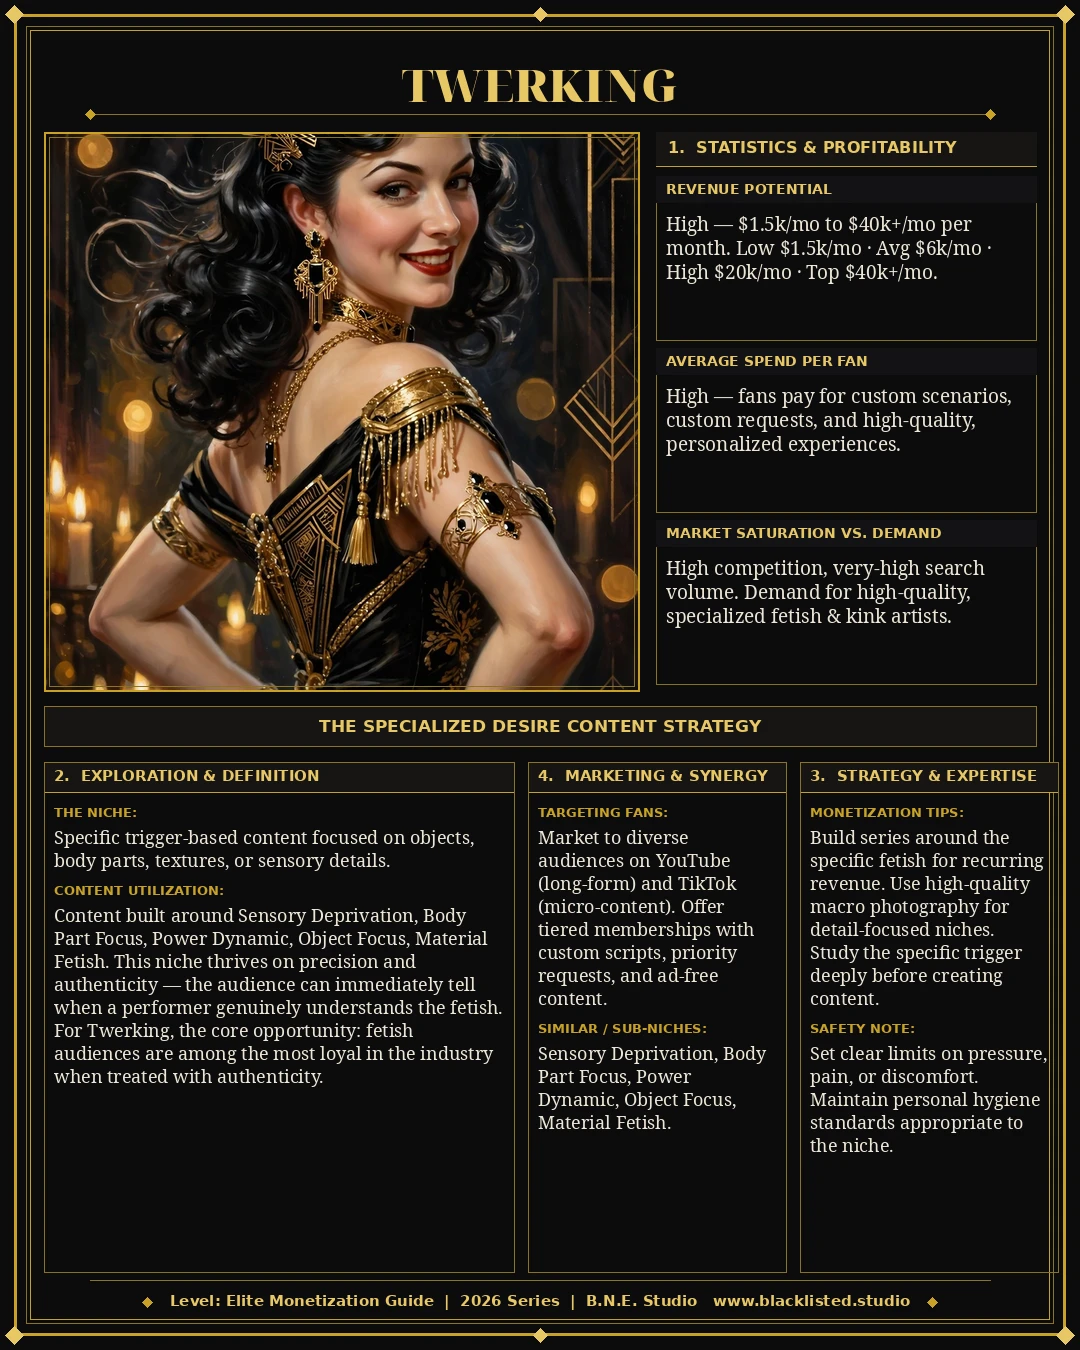 TWERKING
1. STATISTICS & PROFITABILITY
REVENUE POTENTIAL
High — $1.5k/mo to $40k+/mo per
month. Low $1.5k/mo · Avg $6k/mo ·
High $20k/mo · Top $40k+/mo.
AVERAGE SPEND PER FAN
High — fans pay for custom scenarios,
custom requests, and high-quality,
personalized experiences.
MARKET SATURATION VS. DEMAND
High competition, very-high search
volume. Demand for high-quality,
specialized fetish & kink artists.
THE SPECIALIZED DESIRE CONTENT STRATEGY
2. EXPLORATION & DEFINITION
THE NICHE:
Specific trigger-based content focused on objects,
body parts, textures, or sensory details.
CONTENT UTILIZATION:
Content built around Sensory Deprivation, Body
Part Focus, Power Dynamic, Object Focus, Material
Fetish. This niche thrives on precision and
authenticity — the audience can immediately tell
when a performer genuinely understands the fetish.
For Twerking, the core opportunity: fetish
audiences are among the most loyal in the industry
when treated with authenticity.
4. MARKETING & SYNERGY
TARGETING FANS:
Market to diverse
audiences on YouTube
(long-form) and TikTok
(micro-content). Offer
tiered memberships with
custom scripts, priority
requests, and ad-free
content.
SIMILAR / SUB-NICHES:
Sensory Deprivation, Body
Part Focus, Power
Dynamic, Object Focus,
Material Fetish.
3. STRATEGY & EXPERTISE
MONETIZATION TIPS:
Build series around the
specific fetish for recurring
revenue. Use high-quality
macro photography for
detail-focused niches.
Study the specific trigger
deeply before creating
content.
SAFETY NOTE:
Set clear limits on pressure,
pain, or discomfort.
Maintain personal hygiene
standards appropriate to
the niche.
Level: Elite Monetization Guide | 2026 Series | B.N.E. Studio www.blacklisted.studio